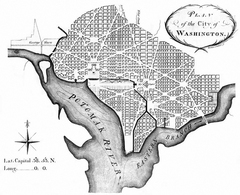 PLAN
of the City of
WASHINGTON.
POTOMAK RIVER
EASTERN BRANCH
Lat. Capitol 38. 53. N.
Long. 0. 0.